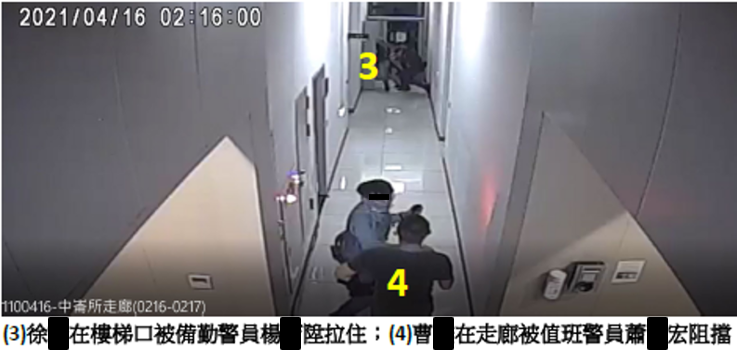 2021/04/16 02:16:00
3
4
1100416-中崙所走廊(0216-0217)
(3)徐 在樓梯口被備勤警員楊 陞拉住；(4)曹 在走廊被值班警員蕭 宏阻擋